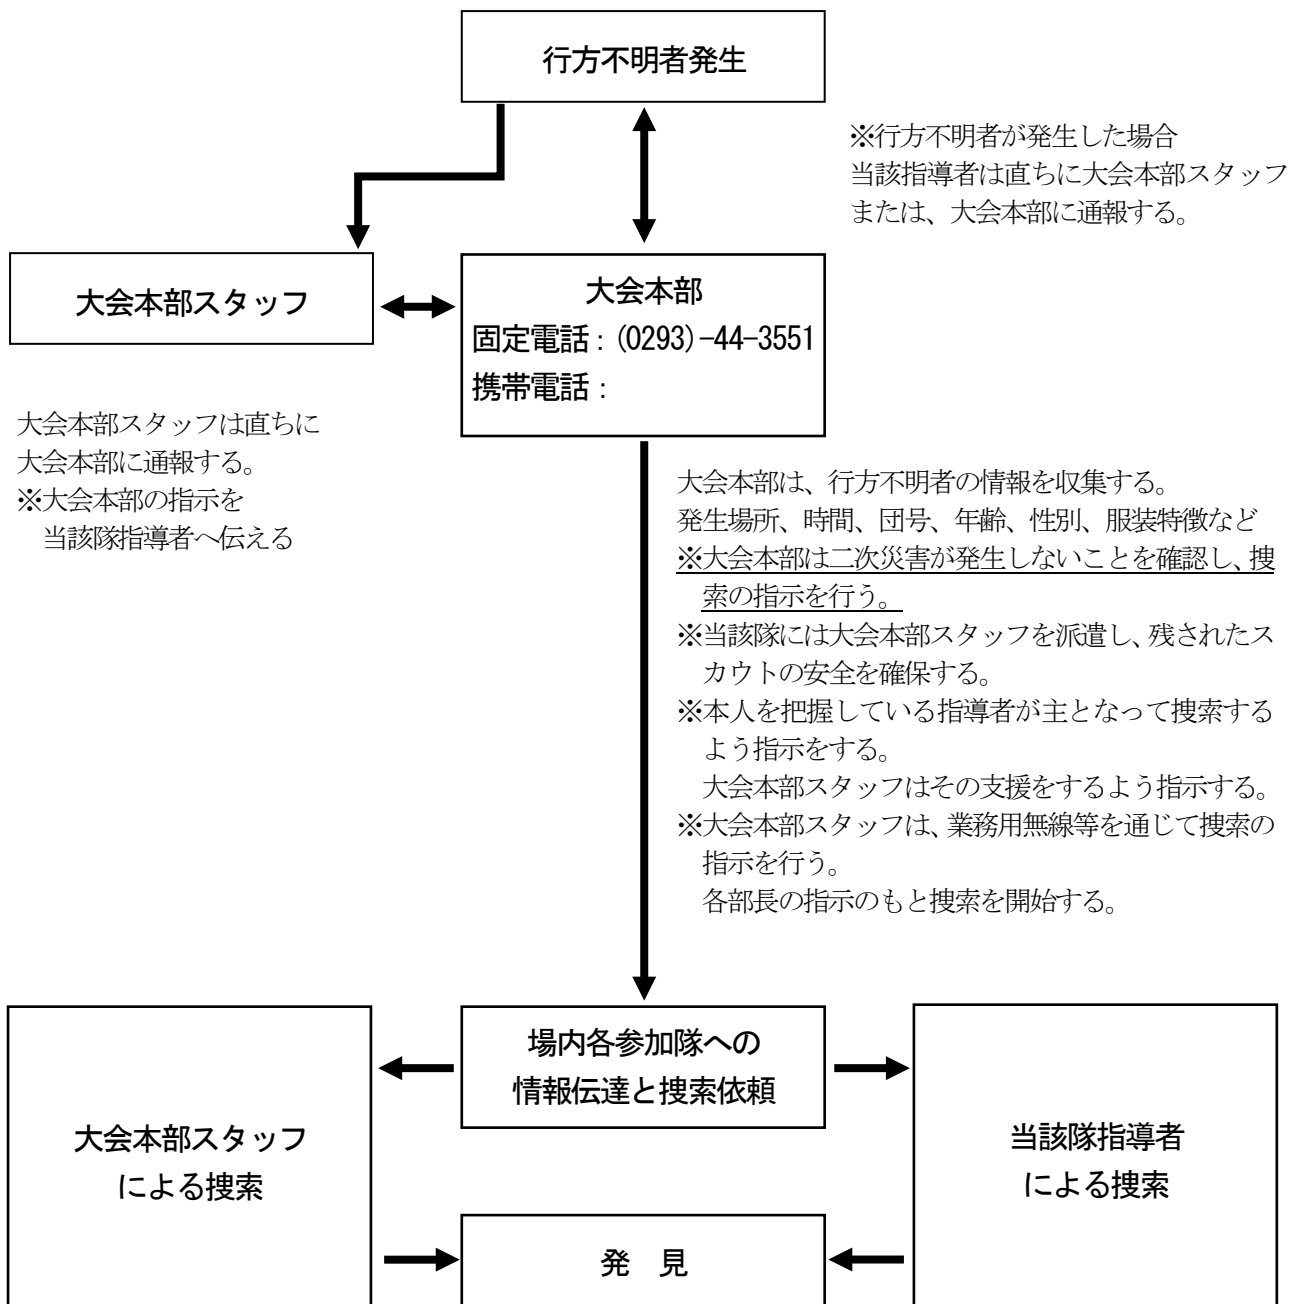 行方不明者発生
※行方不明者が発生した場合
当該指導者は直ちに大会本部スタッフ
または、大会本部に通報する。
大会本部スタッフ
大会本部
固定電話：(0293)-44-3551
携帯電話：
大会本部スタッフは直ちに
大会本部に通報する。
※大会本部の指示を
当該隊指導者へ伝える
大会本部は、行方不明者の情報を収集する。
発生場所、時間、団号、年齢、性別、服装特徴など
※大会本部は二次災害が発生しないことを確認し、捜
索の指示を行う。
※当該隊には大会本部スタッフを派遣し、残されたス
カウトの安全を確保する。
※本人を把握している指導者が主となって捜索する
よう指示をする。
大会本部スタッフはその支援をするよう指示する。
※大会本部スタッフは、業務用無線等を通じて捜索の
指示を行う。
各部長の指示のもと捜索を開始する。
場内各参加隊への
情報伝達と捜索依頼
大会本部スタッフ
による捜索
当該隊指導者
による捜索
発　見